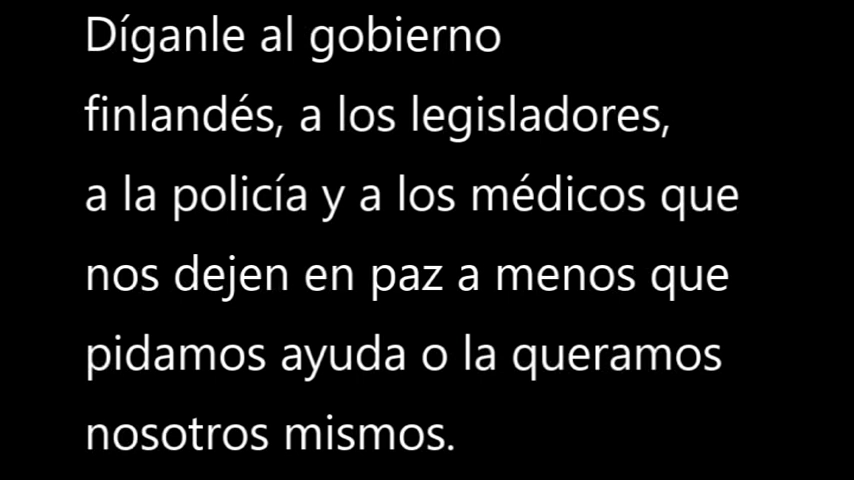 Díganle al gobierno
finlandés, a los legisladores,
a la policía y a los médicos que
nos dejen en paz a menos que
pidamos ayuda o la queramos
nosotros mismos.